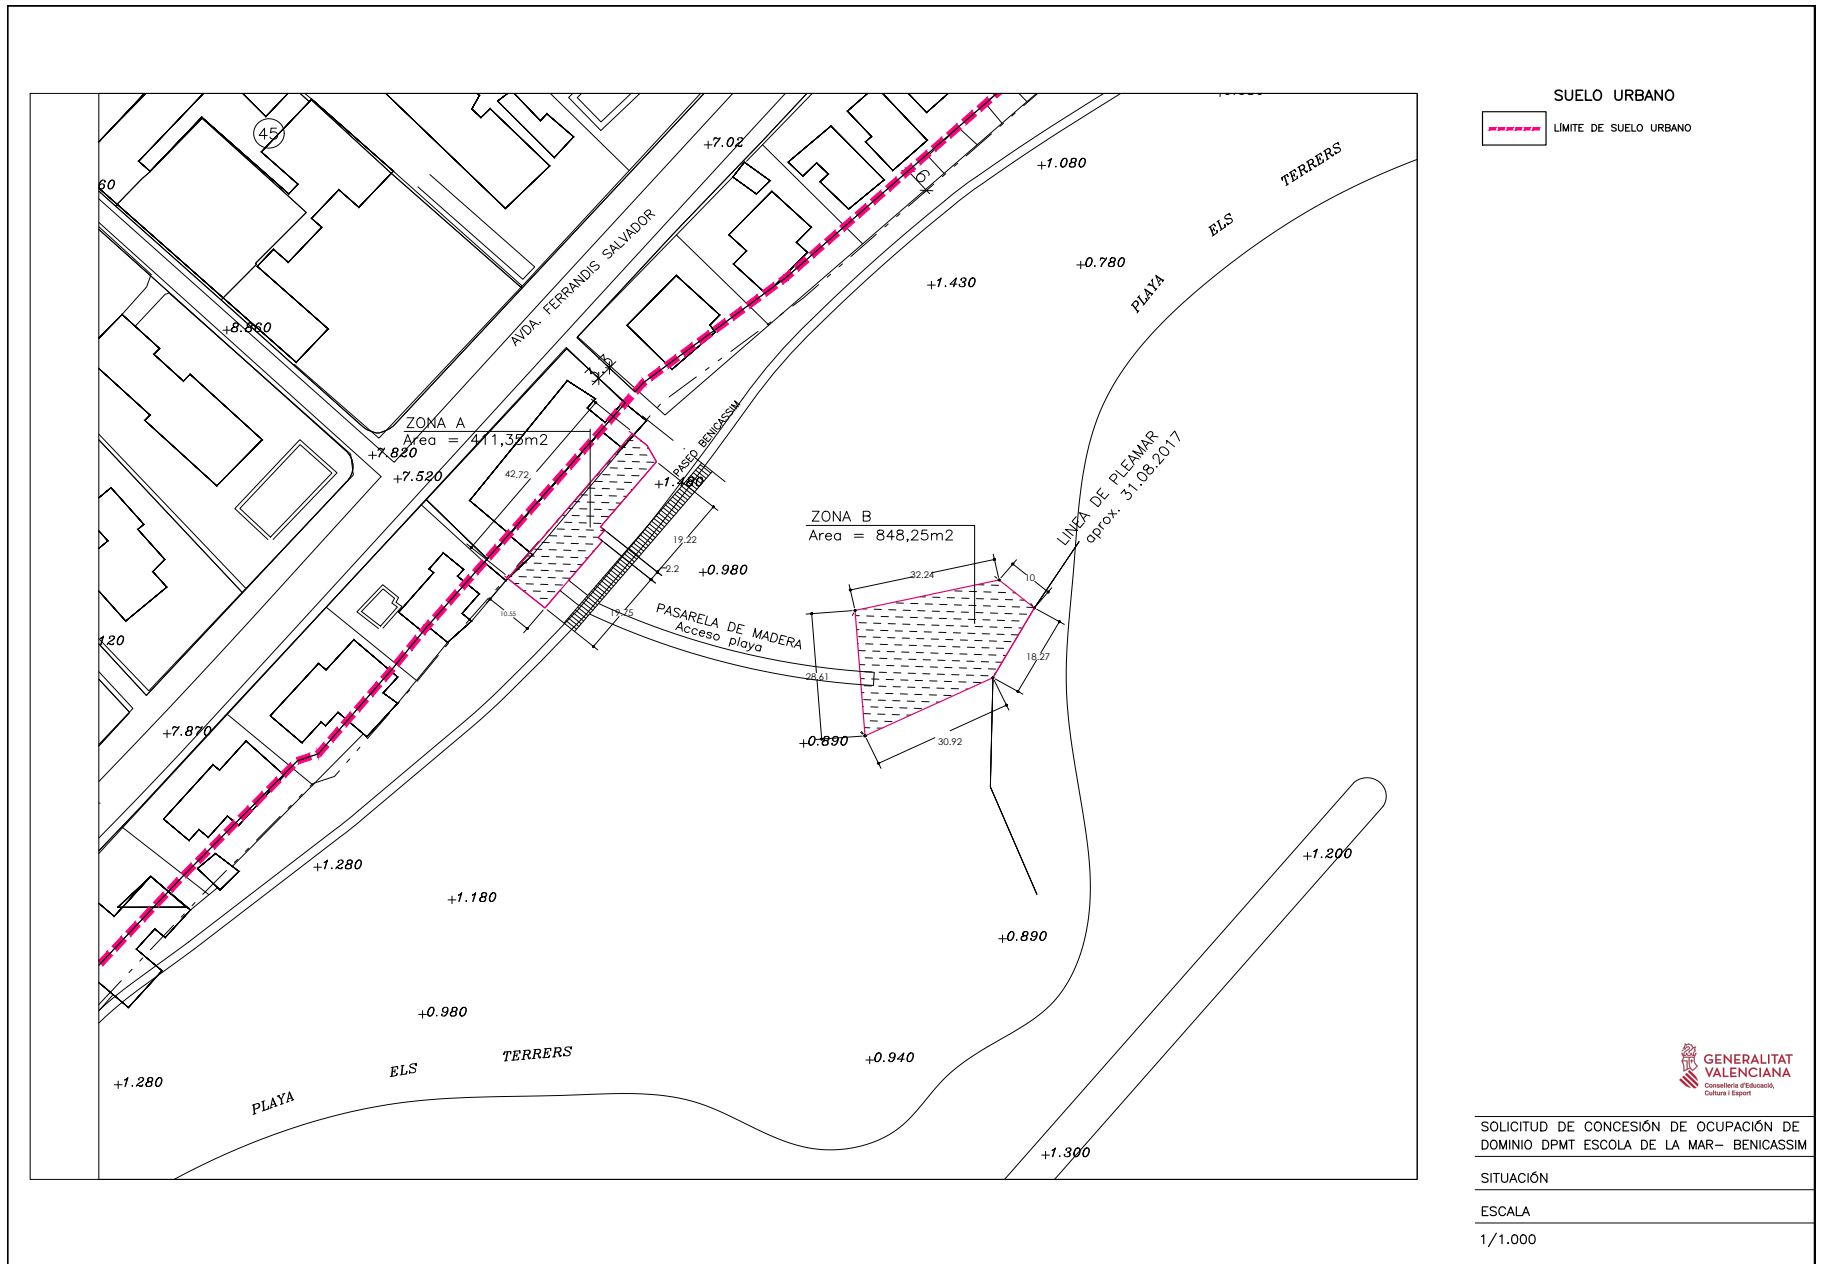 SUELO URBANO
LÍMITE DE SUELO URBANO
45
60
+7.02
+1.080
TERRERS
ELS
PLAYA
+0.780
+1.430
6
AVDA. FERRANDIS SALVADOR
+8.860
ZONA A
Area = 411,35m2
+7.820
+7.520
42.72
PASEO BENICASSIM
+1.480
19.22
2.2
+0.980
19.75
10.55
PASARELA DE MADERA
Acceso playa
ZONA B
Area = 848,25m2
LINEA DE PLEAMAR
aprox. 31.08.2017
32.24
10
18.27
28.61
30.92
+0.890
120
+7.870
+1.280
+1.180
+0.890
+1.200
+0.980
+0.940
+1.280
PLAYA
ELS
TERRERS
+1.300
GENERALITAT
VALENCIANA
Conselleria d'Educació,
Cultura i Esport
SOLICITUD DE CONCESIÓN DE OCUPACIÓN DE
DOMINIO DPMT ESCOLA DE LA MAR– BENICASSIM
SITUACIÓN
ESCALA
1/1.000